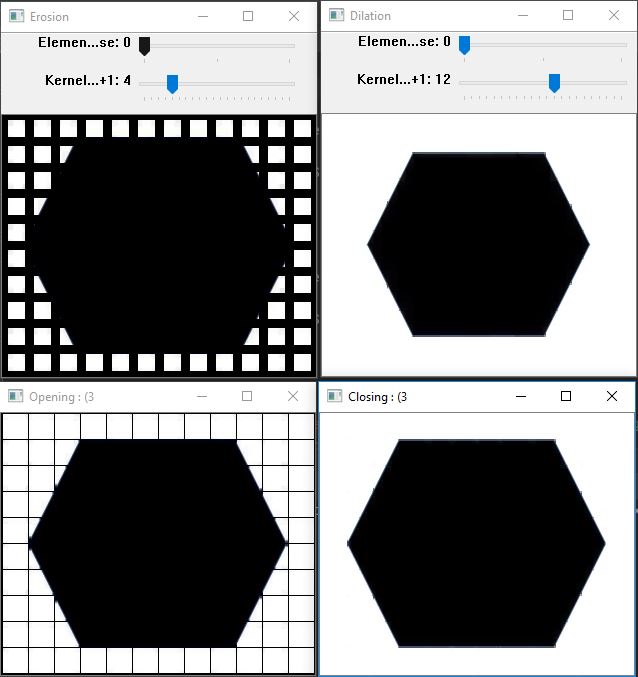 Erosion
Elemen...se: 0
Kernel...+1: 4
Dilation
Elemen...se: 0
Kernel...+1: 12
Opening : (3
Closing : (3